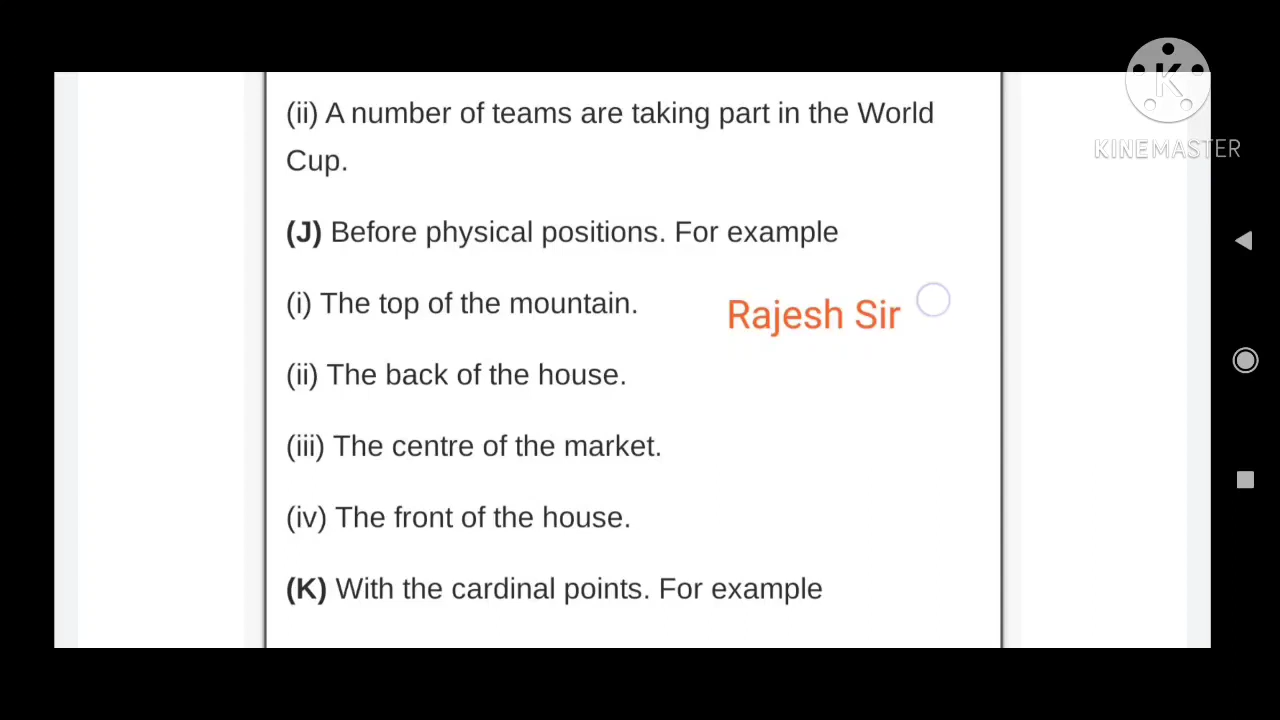 (ii) A number of teams are taking part in the World
Cup.
(J) Before physical positions. For example
(i) The top of the mountain.
(ii) The back of the house.
(iii) The centre of the market.
(iv) The front of the house.
(K) With the cardinal points. For example
Rajesh Sir
K
KINEMASTER